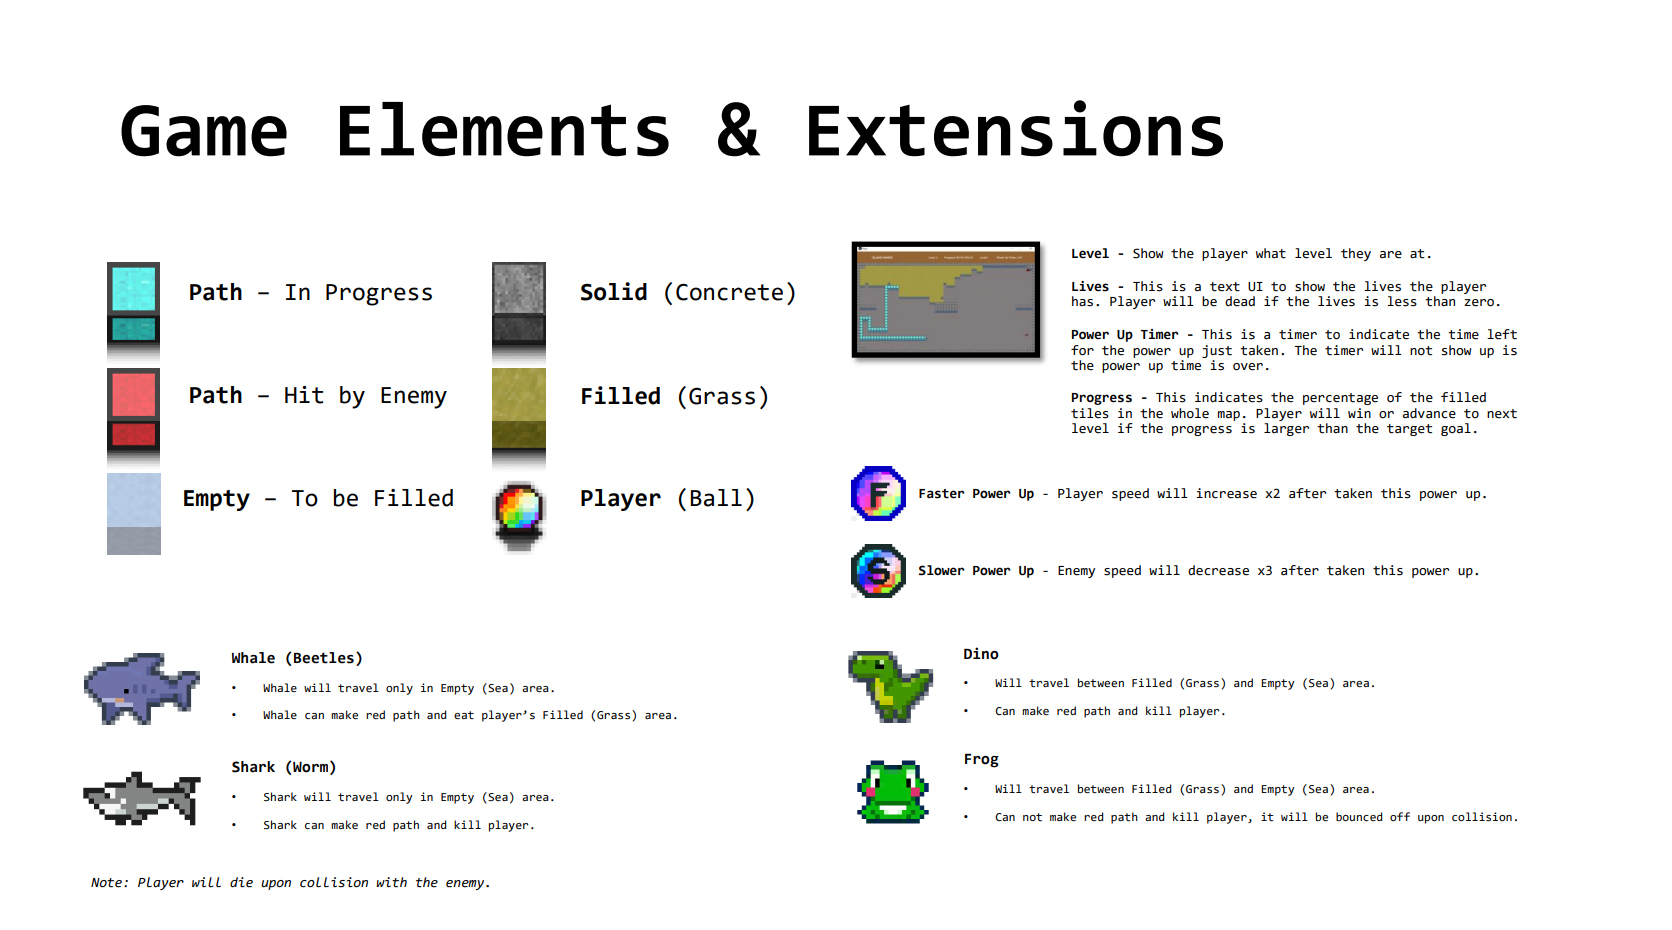 Game Elements & Extensions
Path – In Progress
Solid (Concrete)
Path – Hit by Enemy
Filled (Grass)
Empty – To be Filled
Player (Ball)
Level - Show the player what level they are at.
Lives - This is a text UI to show the lives the player
has. Player will be dead if the lives is less than zero.
Power Up Timer - This is a timer to indicate the time left
for the power up just taken. The timer will not show up is
the power up time is over.
Progress - This indicates the percentage of the filled
tiles in the whole map. Player will win or advance to next
level if the progress is larger than the target goal.
F
Faster Power Up - Player speed will increase x2 after taken this power up.
S
Slower Power Up - Enemy speed will decrease x3 after taken this power up.
Whale (Beetles)
• Whale will travel only in Empty (Sea) area.
• Whale can make red path and eat player’s Filled (Grass) area.
Shark (Worm)
• Shark will travel only in Empty (Sea) area.
• Shark can make red path and kill player.
Dino
• Will travel between Filled (Grass) and Empty (Sea) area.
• Can make red path and kill player.
Frog
• Will travel between Filled (Grass) and Empty (Sea) area.
• Can not make red path and kill player, it will be bounced off upon collision.
Note: Player will die upon collision with the enemy.